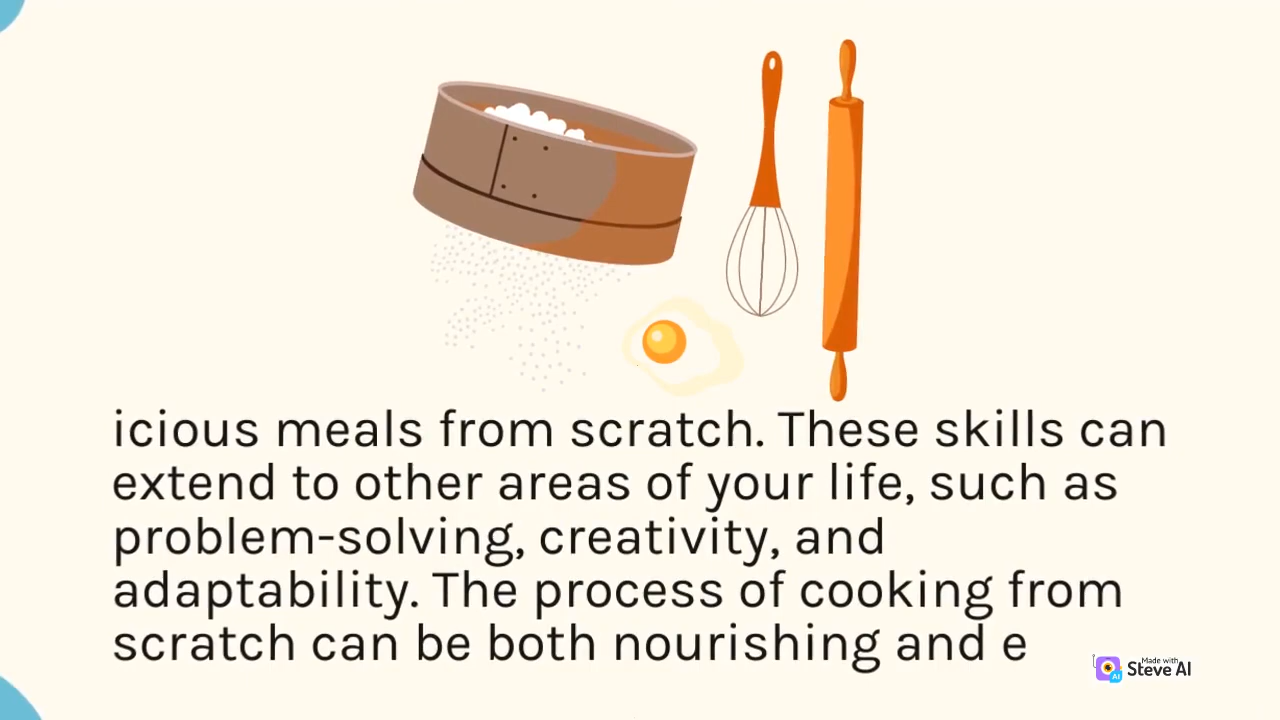 icious meals from scratch. These skills can
extend to other areas of your life, such as
problem-solving, creativity, and
adaptability. The process of cooking from
scratch can be both nourishing and e
Made with
Steve AI
AI